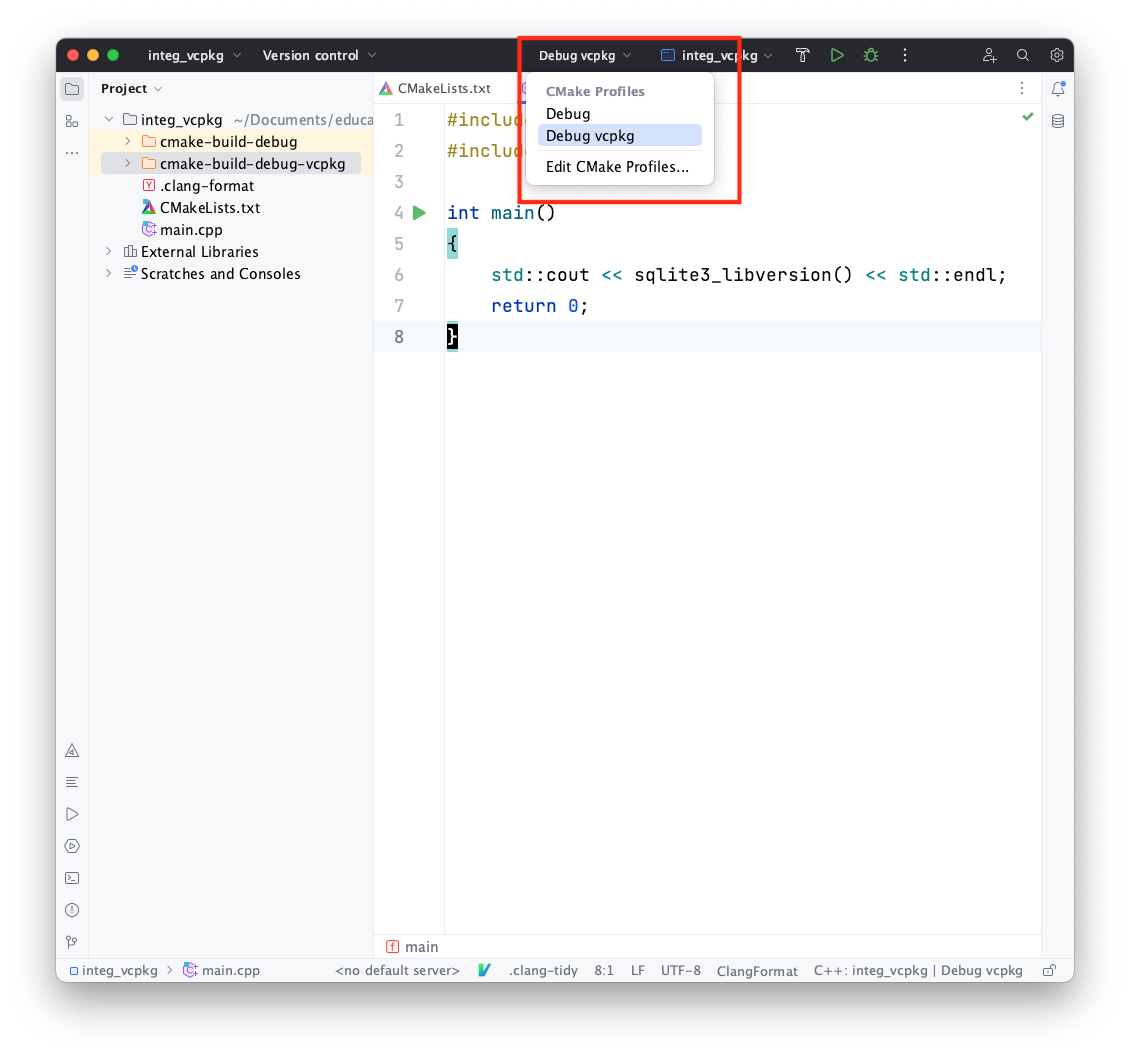 integ_vcpkg Version control Debug vcpkg integ_vcpkg
Project
CMakeLists.txt
CMake Profiles
Debug
Debug vcpkg
Edit CMake Profiles...
integ_vcpkg ~/Documents/educa
cmake-build-debug
cmake-build-debug-vcpkg
.clang-format
CMakeLists.txt
main.cpp
External Libraries
Scratches and Consoles
1 #include
2 #include
3
4 int main()
5 {
6 std::cout << sqlite3_libversion() << std::endl;
7 return 0;
8 }
main
integ_vcpkg > main.cpp <no default server> .clang-tidy 8:1 LF UTF-8 ClangFormat C++: integ_vcpkg | Debug vcpkg